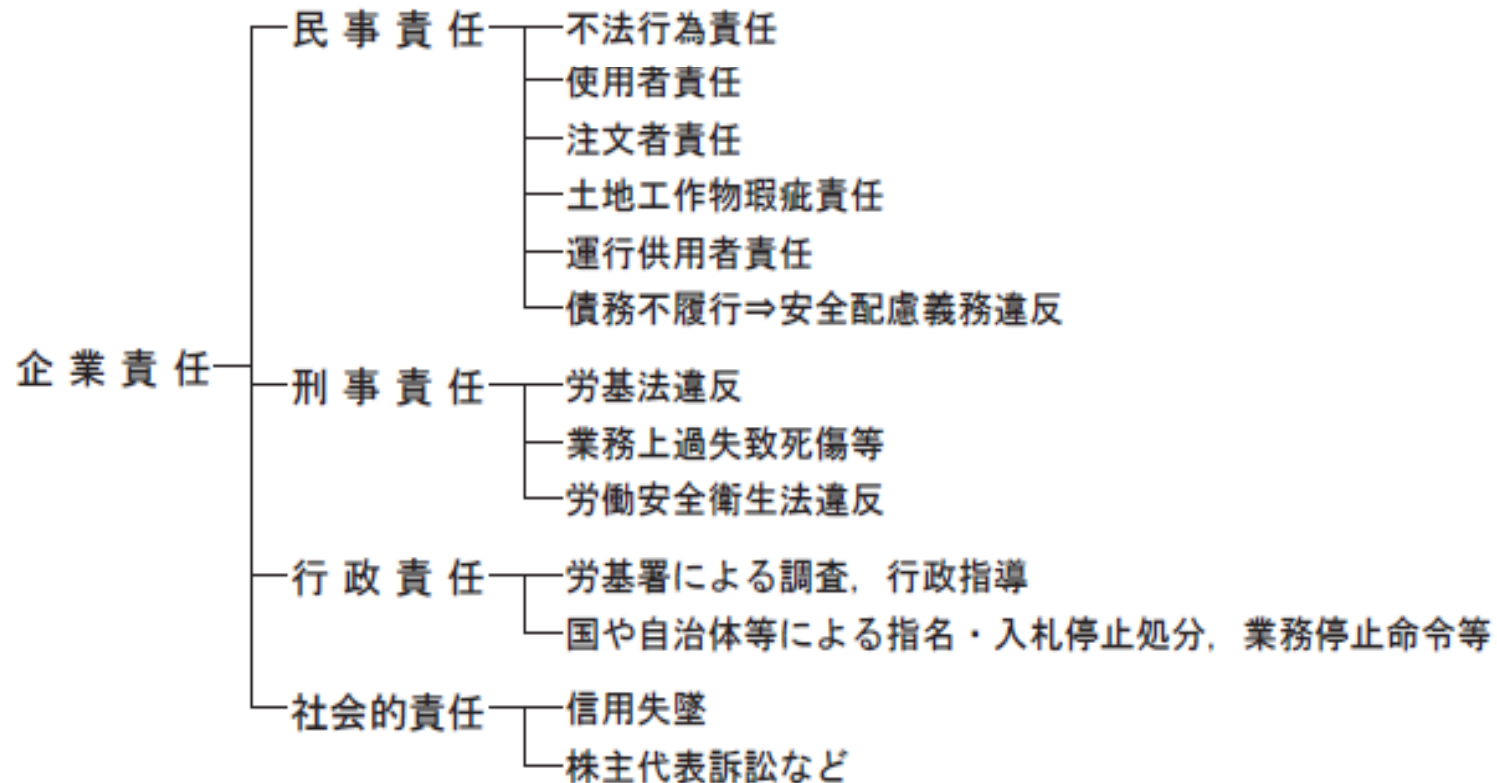 企業責任
民事責任
不法行為責任
使用者責任
注文者責任
土地工作物瑕疵責任
運行供用者責任
債務不履行⇒安全配慮義務違反
刑事責任
労基法違反
業務上過失致死傷等
労働安全衛生法違反
行政責任
労基署による調査，行政指導
国や自治体等による指名・入札停止処分，業務停止命令等
社会的責任
信用失墜
株主代表訴訟など